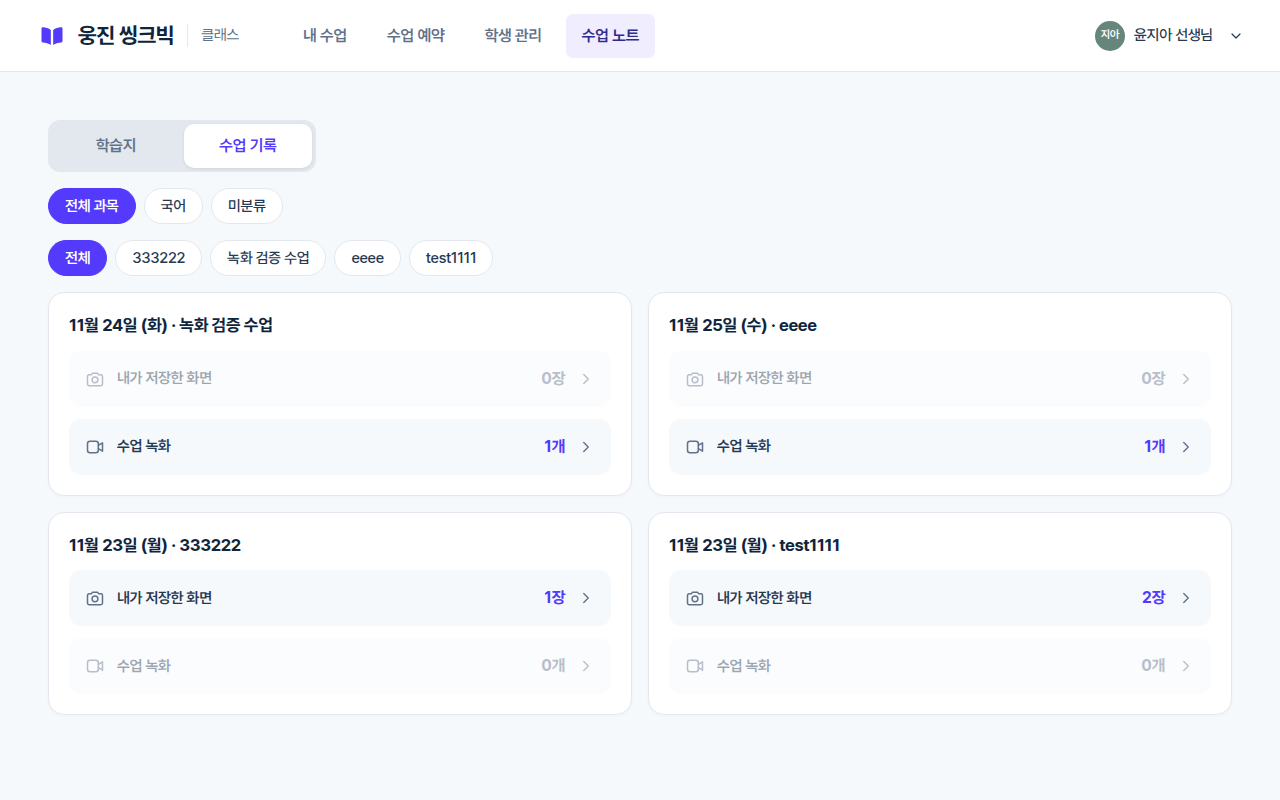 웅진 씽크빅 클래스 내 수업 수업 예약 학생 관리 수업 노트 지아 윤지아 선생님
학습지 수업 기록
전체 과목 국어 미분류
전체 333222 녹화 검증 수업 eeee test1111
11월 24일 (화) · 녹화 검증 수업
내가 저장한 화면 0장
수업 녹화 1개
11월 25일 (수) · eeee
내가 저장한 화면 0장
수업 녹화 1개
11월 23일 (월) · 333222
내가 저장한 화면 1장
수업 녹화 0개
11월 23일 (월) · test1111
내가 저장한 화면 2장
수업 녹화 0개